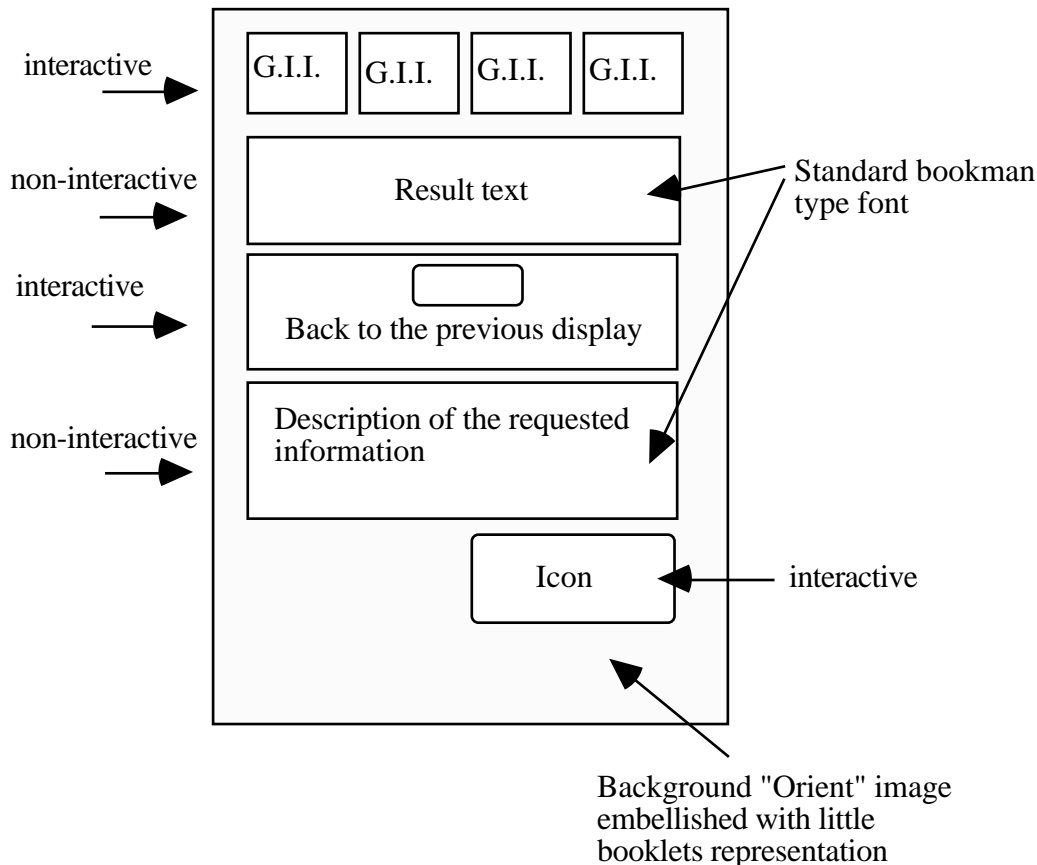 G.I.I. G.I.I. G.I.I. G.I.I.
interactive
non-interactive
Result text
Standard bookman
type font
interactive
Back to the previous display
Description of the requested
information
non-interactive
Icon
interactive
Background "Orient" image
embellished with little
booklets representation